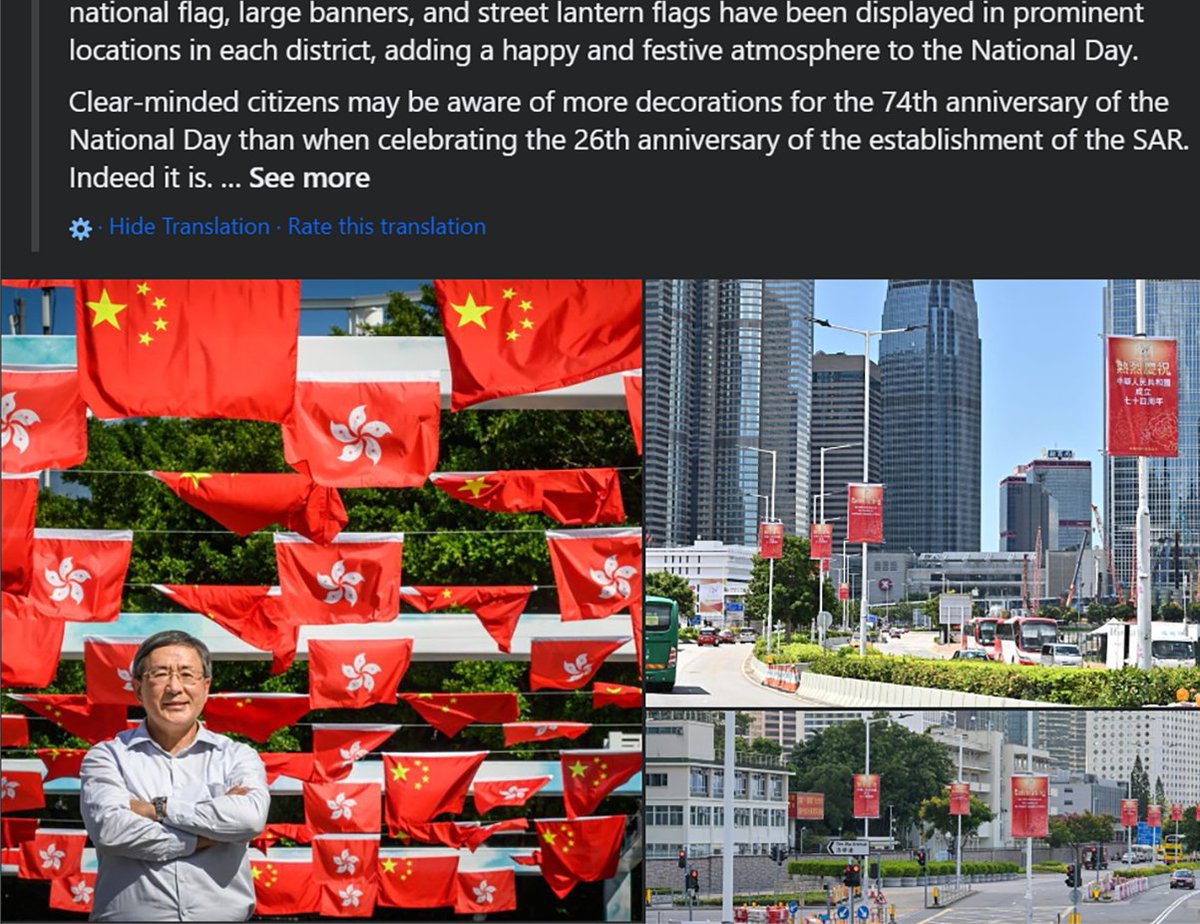 national flag, large banners, and street lantern flags have been displayed in prominent
locations in each district, adding a happy and festive atmosphere to the National Day.
Clear-minded citizens may be aware of more decorations for the 74th anniversary of the
National Day than when celebrating the 26th anniversary of the establishment of the SAR.
Indeed it is. ... See more
· Hide Translation · Rate this translation
熱烈慶祝
中華人民共和國
成立
七十四周年